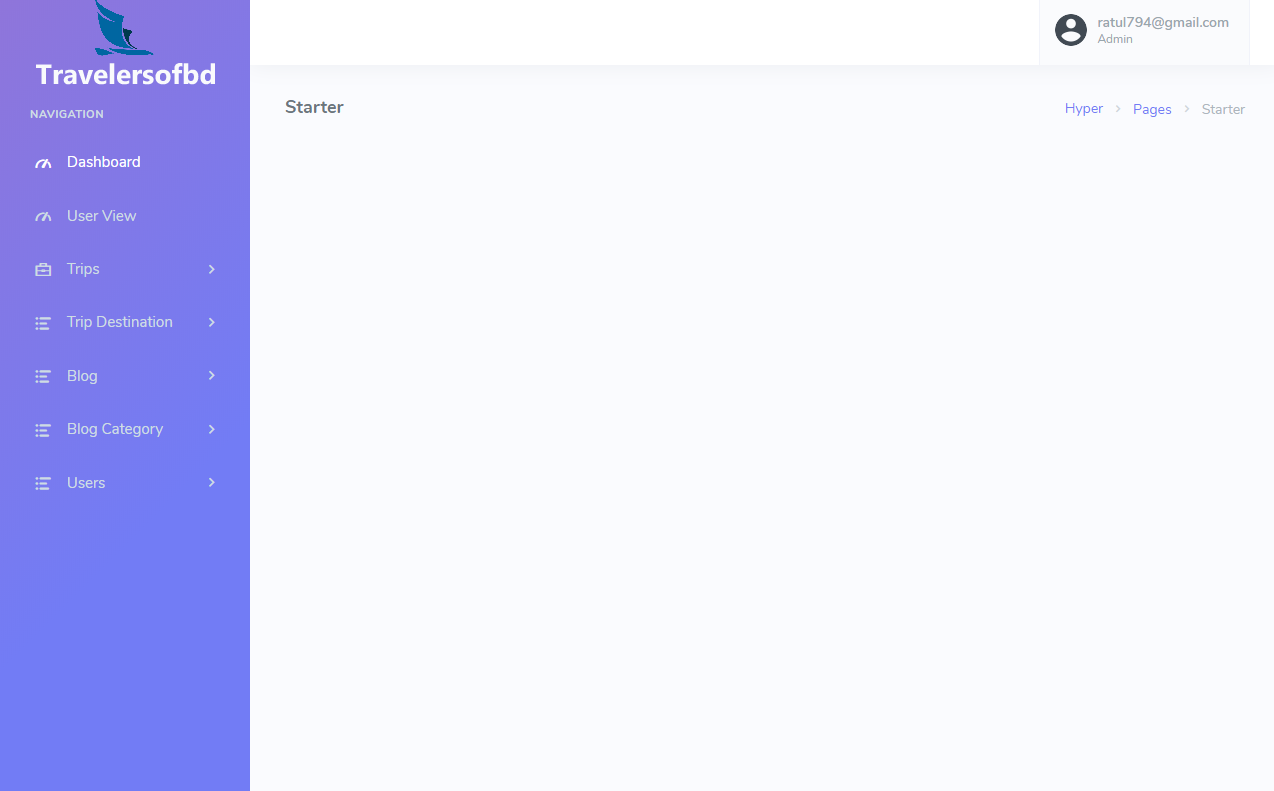 Travelersofbd
NAVIGATION
Dashboard
User View
Trips
Trip Destination
Blog
Blog Category
Users
ratul794@gmail.com
Admin
Starter
Hyper > Pages > Starter